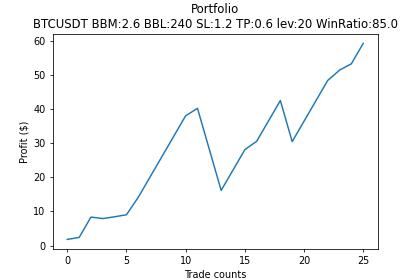 Portfolio
BTCUSDT BBM:2.6 BBL:240 SL:1.2 TP:0.6 lev:20 WinRatio:85.0
60
50
40
30
20
10
0
Profit ($)
0 5 10 15 20 25
Trade counts